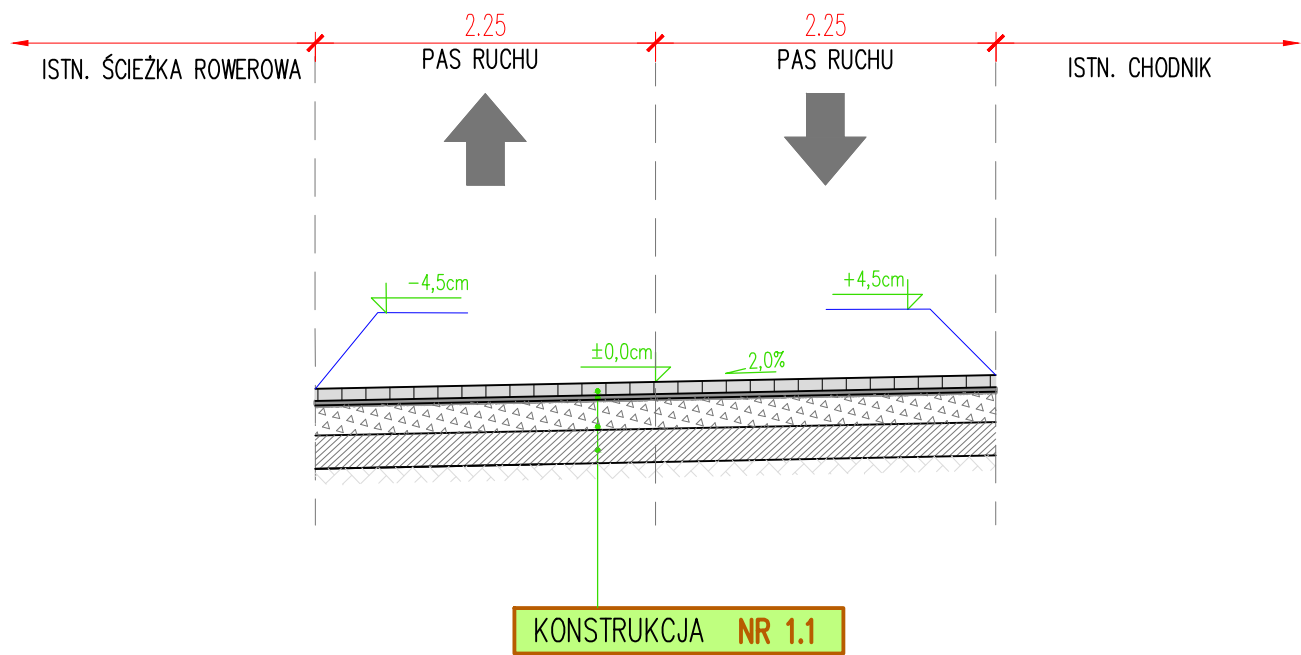 2.25
2.25
ISTN. ŚCIEŻKA ROWEROWA
PAS RUCHU
PAS RUCHU
ISTN. CHODNIK
-4,5cm
+4,5cm
±0,0cm
2,0%
KONSTRUKCJA NR 1.1